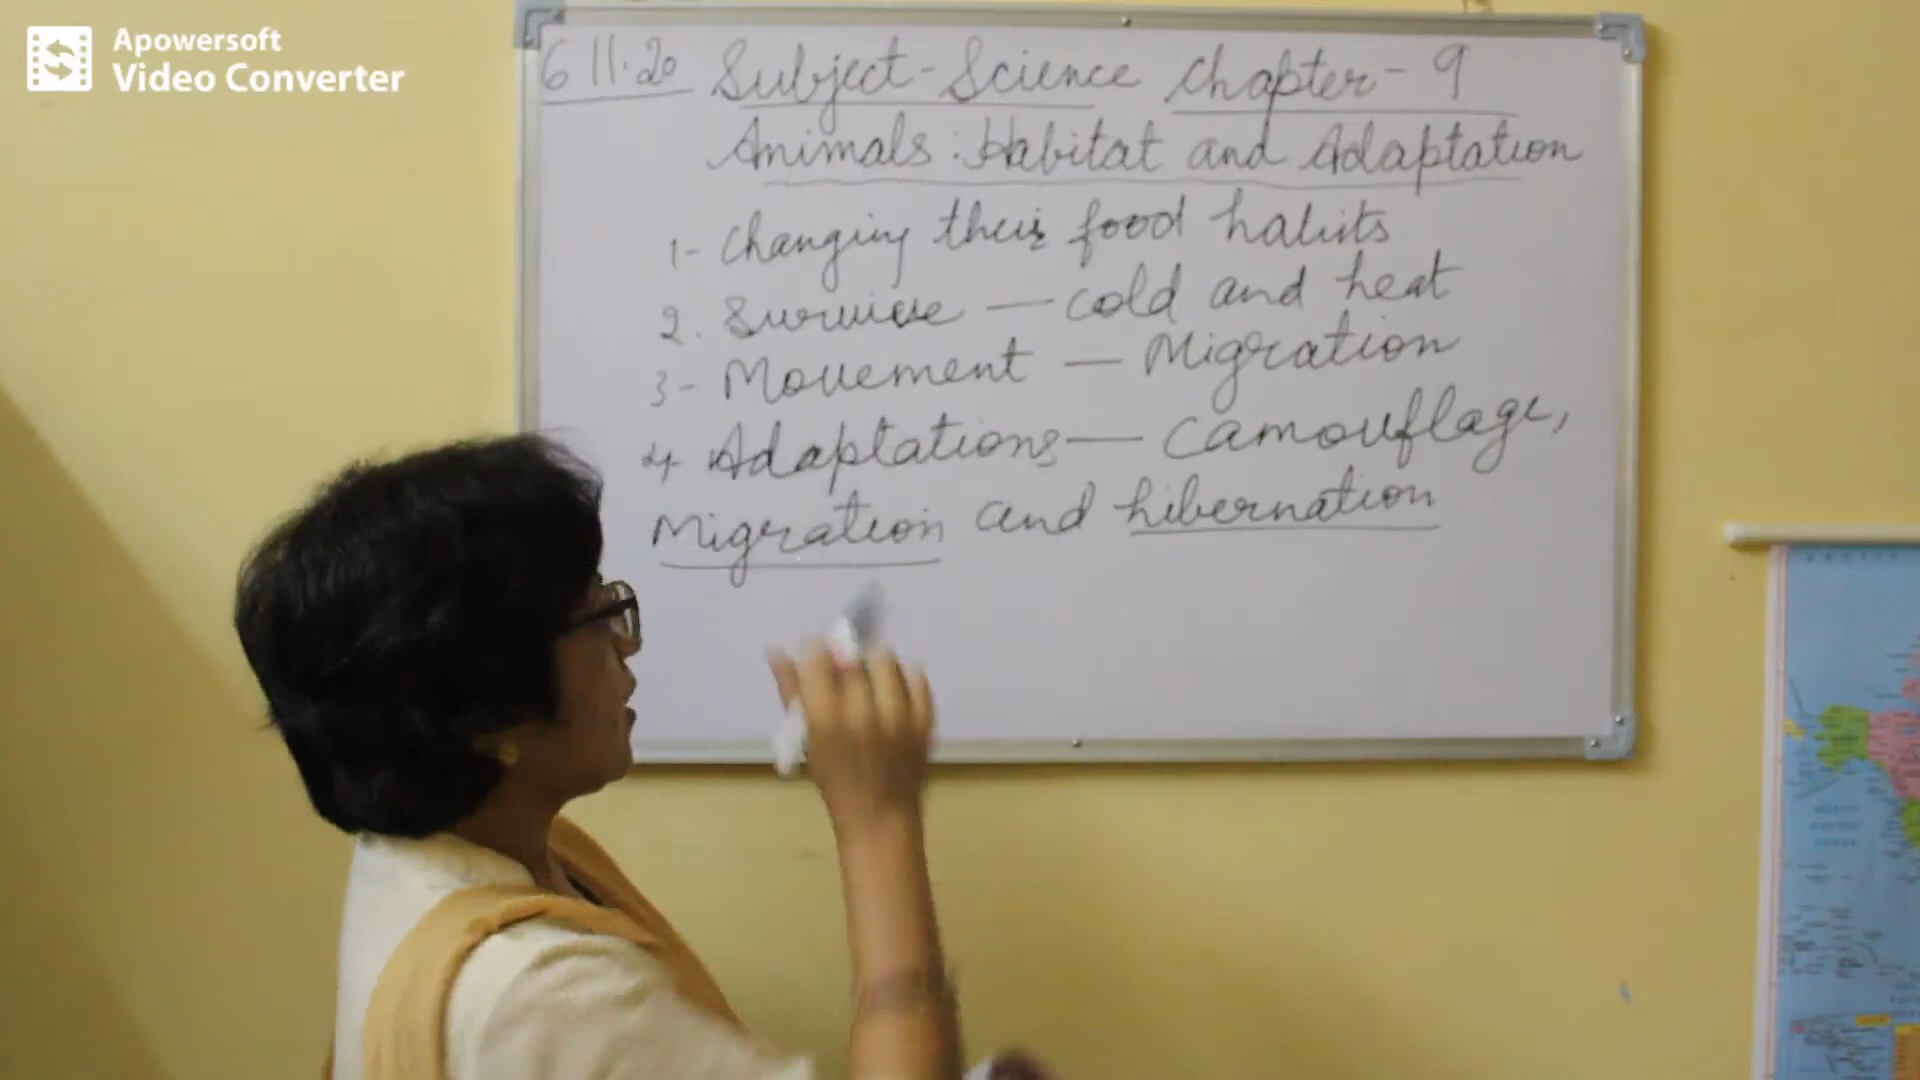 Apowersoft
Video Converter
6 11.20 Subject - Science Chapter - 9
Animals : Habitat and Adaptation
1- Changing their food habits
2. Survive — cold and heat
3- Movement — Migration
4 Adaptations — Camouflage,
Migration and hibernation